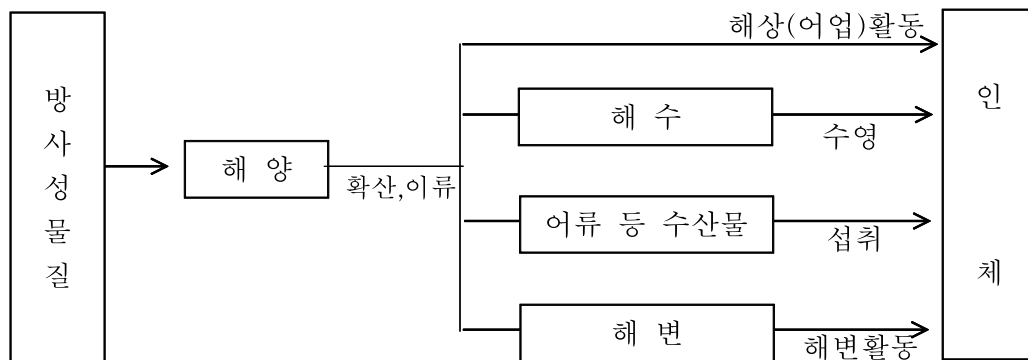 방사성물질
해 양
확산,이류
해상(어업)활동
해 수
수영
어류 등 수산물
섭취
해 변
해변활동
인체